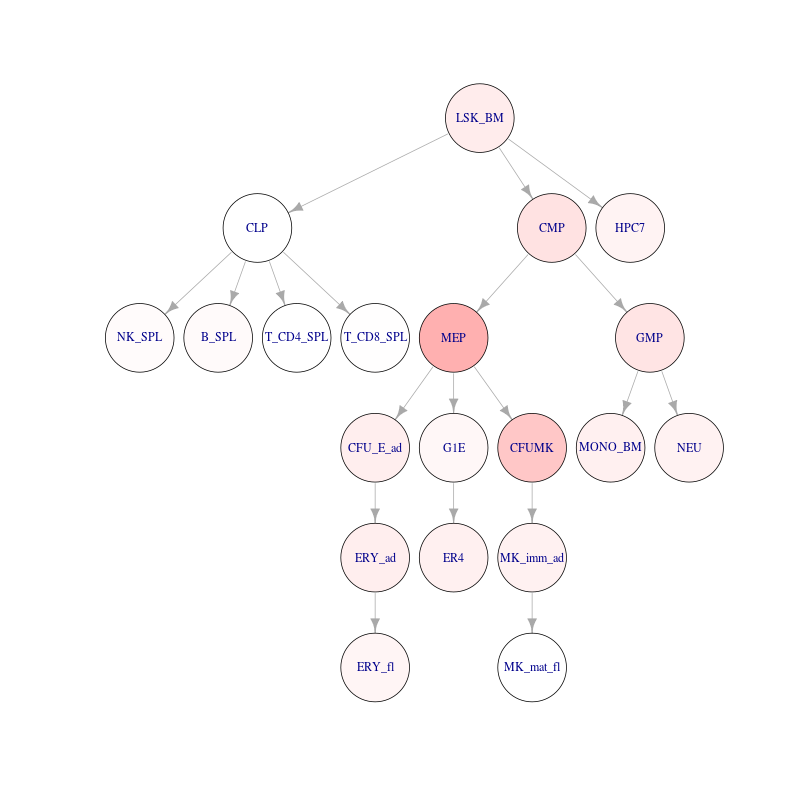 LSK_BM
CLP
CMP
HPC7
NK_SPL
B_SPL
T_CD4_SPL
T_CD8_SPL
MEP
GMP
CFU_E_ad
G1E
CFUMK
MONO_BM
NEU
ERY_ad
ER4
MK_imm_ad
ERY_fl
MK_mat_fl